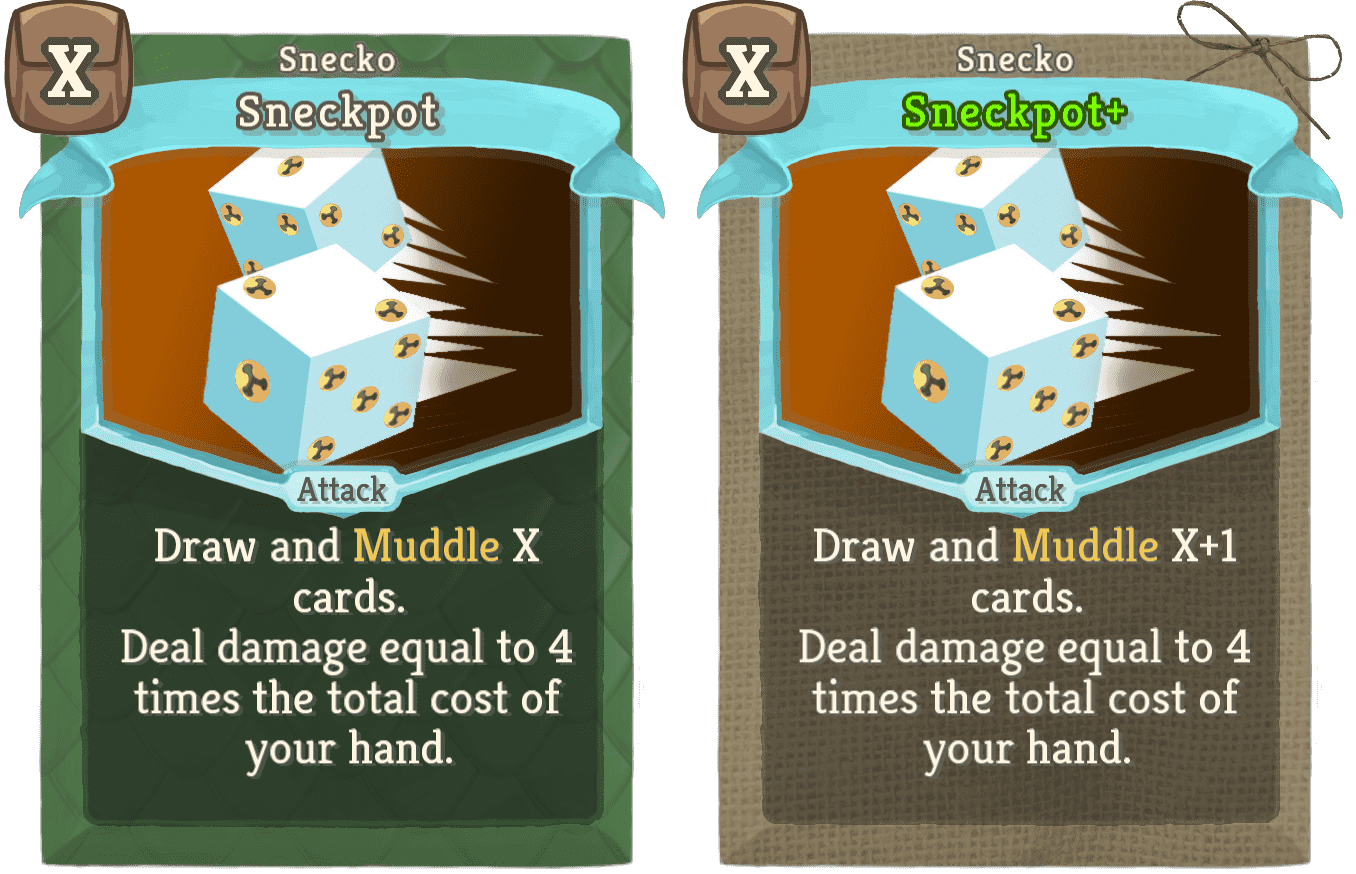 X
Snecko
Sneckpot
Attack
Draw and Muddle X
cards.
Deal damage equal to 4
times the total cost of
your hand.
X
Snecko
Sneckpot+
Attack
Draw and Muddle X+1
cards.
Deal damage equal to 4
times the total cost of
your hand.